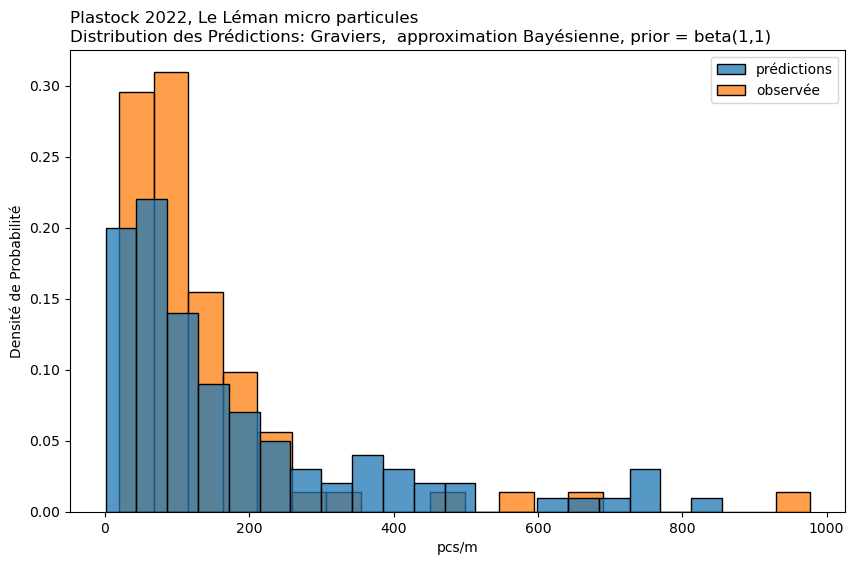 Plastock 2022, Le Léman micro particules
Distribution des Prédictions: Graviers,  approximation Bayésienne, prior = beta(1,1)
prédictions
observée
Densité de Probabilité
0.30
0.25
0.20
0.15
0.10
0.05
0.00
0
200
400
600
800
1000
pcs/m